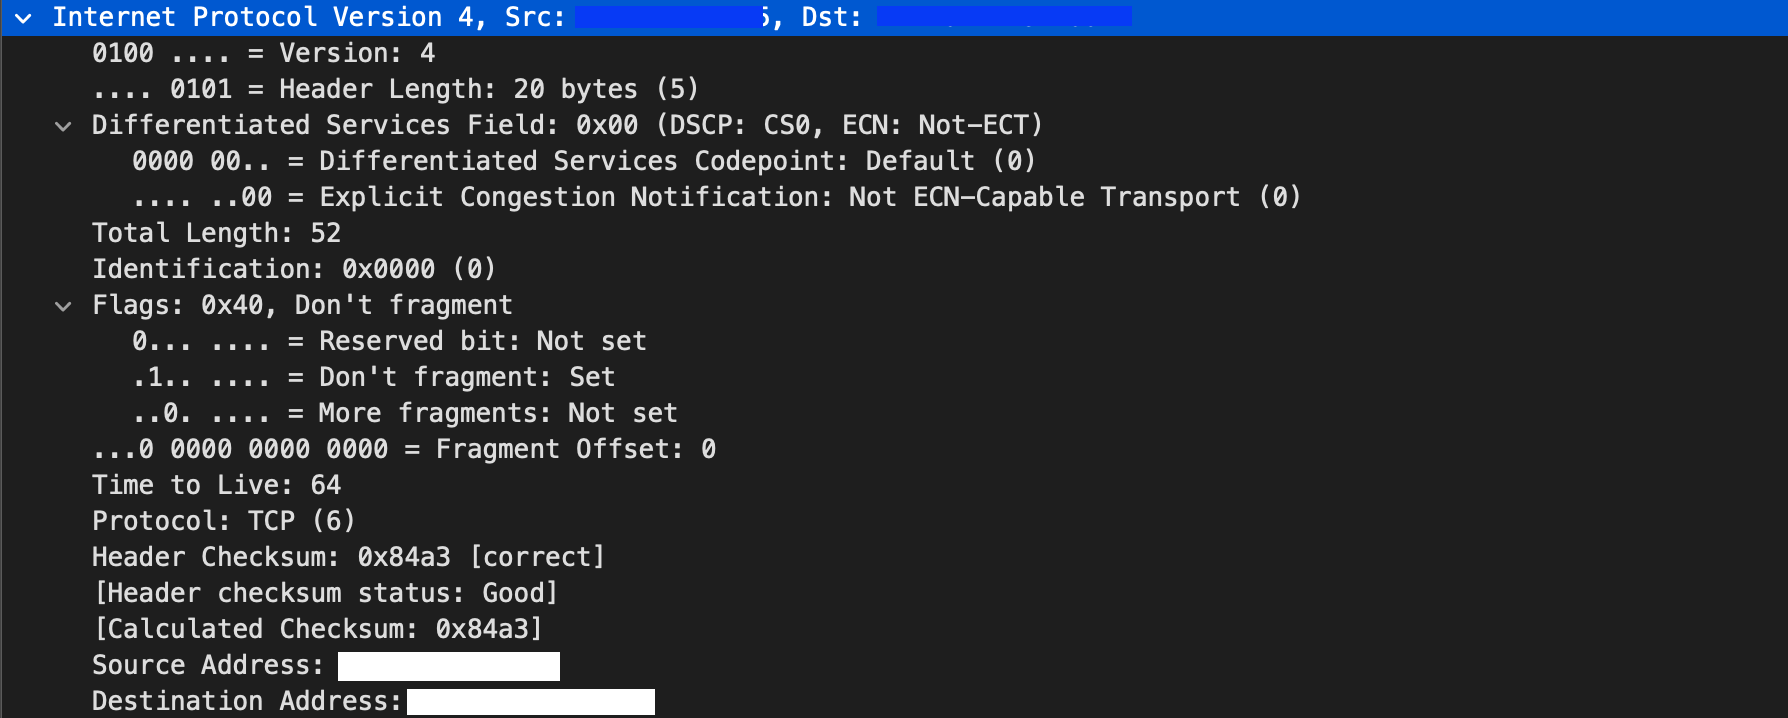 Internet Protocol Version 4, Src: 5, Dst:
0100 .... = Version: 4
.... 0101 = Header Length: 20 bytes (5)
Differentiated Services Field: 0x00 (DSCP: CS0, ECN: Not-ECT)
0000 00.. = Differentiated Services Codepoint: Default (0)
.... ..00 = Explicit Congestion Notification: Not ECN-Capable Transport (0)
Total Length: 52
Identification: 0x0000 (0)
Flags: 0x40, Don't fragment
0... .... = Reserved bit: Not set
.1.. .... = Don't fragment: Set
..0. .... = More fragments: Not set
...0 0000 0000 0000 = Fragment Offset: 0
Time to Live: 64
Protocol: TCP (6)
Header Checksum: 0x84a3 [correct]
[Header checksum status: Good]
[Calculated Checksum: 0x84a3]
Source Address:
Destination Address: